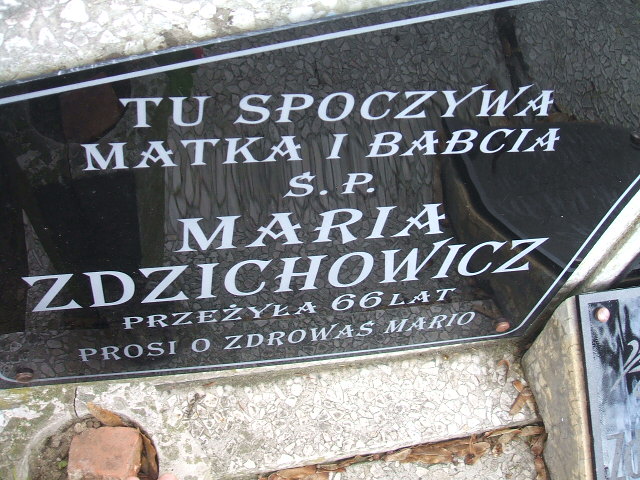 TU SPOCZYWA
MATKA I BABCIA
Ś. P.
MARIA
ZDZICHOWICZ
PRZEŻYŁA 66 LAT
PROSI O ZDROWAŚ MARIO